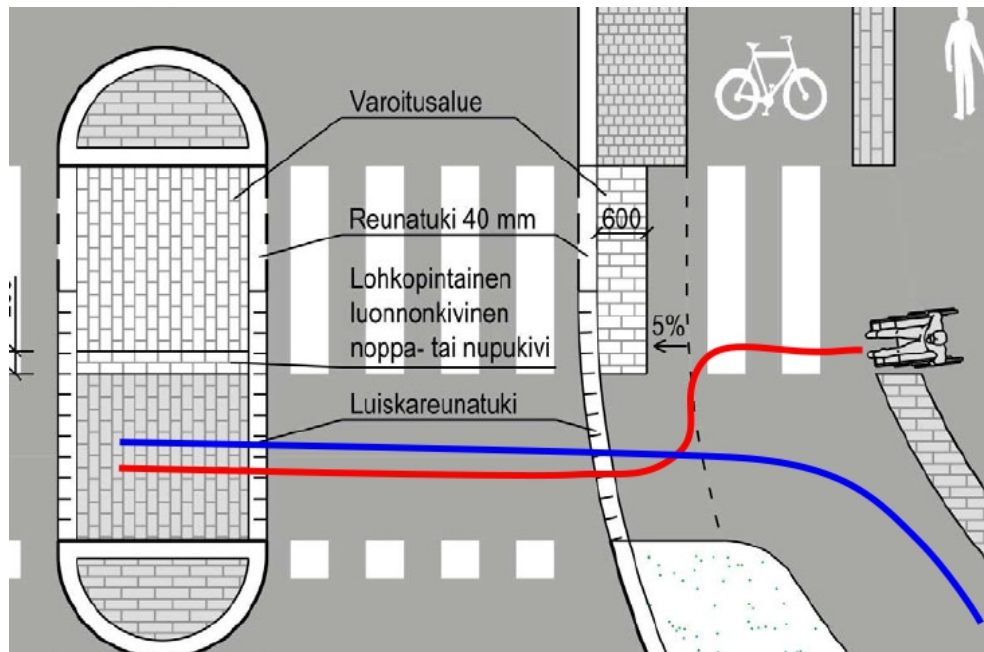 Varoitusalue
Reunatuki 40 mm
600
Lohkopintainen
luonnonkivinen
noppa- tai nupukivi
5%
Luiskareunatuki